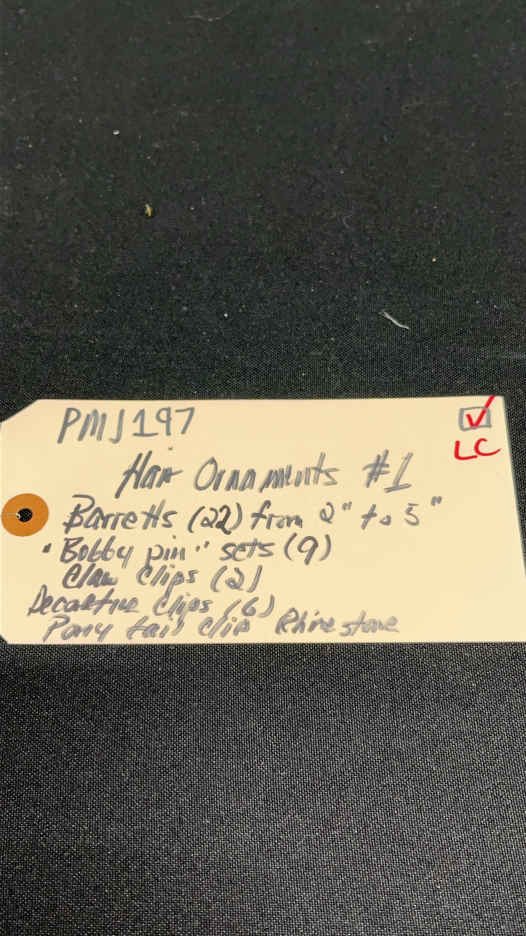 PMJ197
LC
Hair Ornaments #1
Barretts (22) from 2" to 5"
"Bobby pin" sets (9)
Claw Clips (2)
Decortive Clips (6)
Pony tail clip Rhinestone